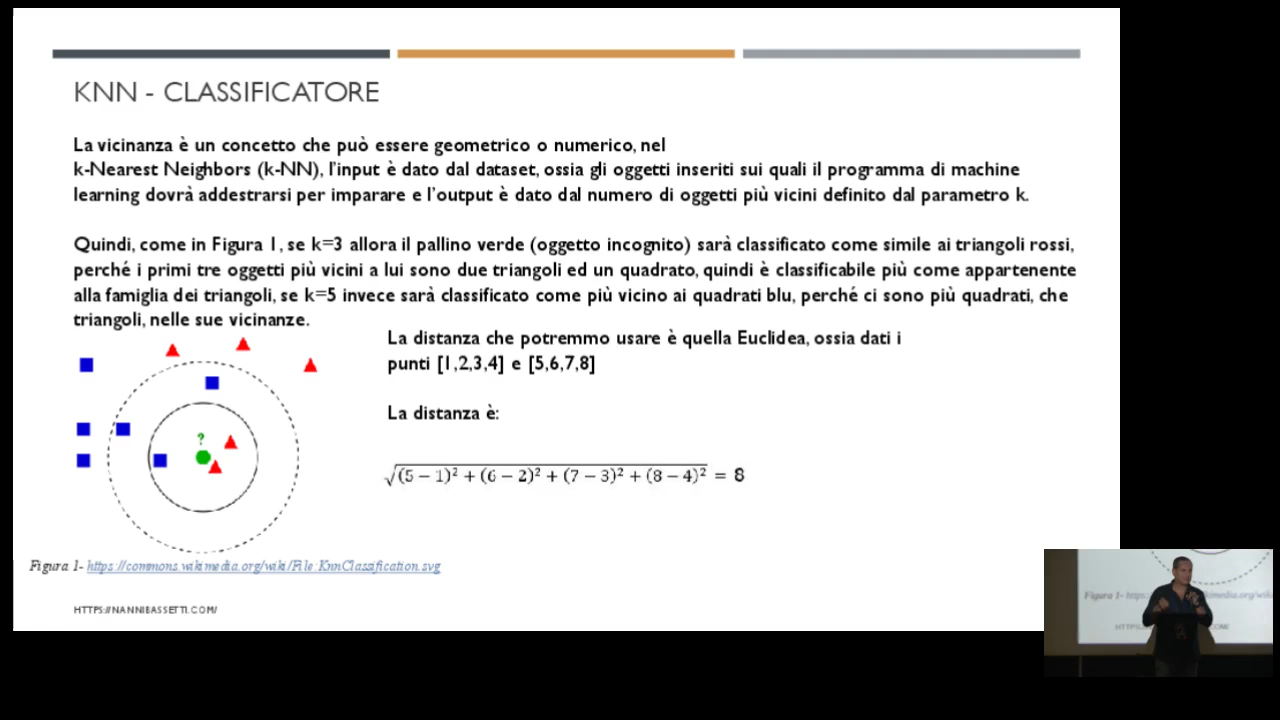 KNN - CLASSIFICATORE
La vicinanza è un concetto che può essere geometrico o numerico, nel
k-Nearest Neighbors (k-NN), l'input è dato dal dataset, ossia gli oggetti inseriti sui quali il programma di machine
learning dovrà addestrarsi per imparare e l'output è dato dal numero di oggetti più vicini definito dal parametro k.
Quindi, come in Figura 1, se k=3 allora il pallino verde (oggetto incognito) sarà classificato come simile ai triangoli rossi,
perché i primi tre oggetti più vicini a lui sono due triangoli ed un quadrato, quindi è classificabile più come appartenente
alla famiglia dei triangoli, se k=5 invece sarà classificato come più vicino ai quadrati blu, perché ci sono più quadrati, che
triangoli, nelle sue vicinanze.
La distanza che potremmo usare è quella Euclidea, ossia dati i
punti [1,2,3,4] e [5,6,7,8]
La distanza è:
?
√(5 – 1)² + (6 – 2)² + (7 – 3)² + (8 – 4)² = 8
Figura 1- https://commons.wikimedia.org/wiki/File:KnnClassification.svg
HTTPS://NANNIBASSETTI.COM/
Figura 1- https: